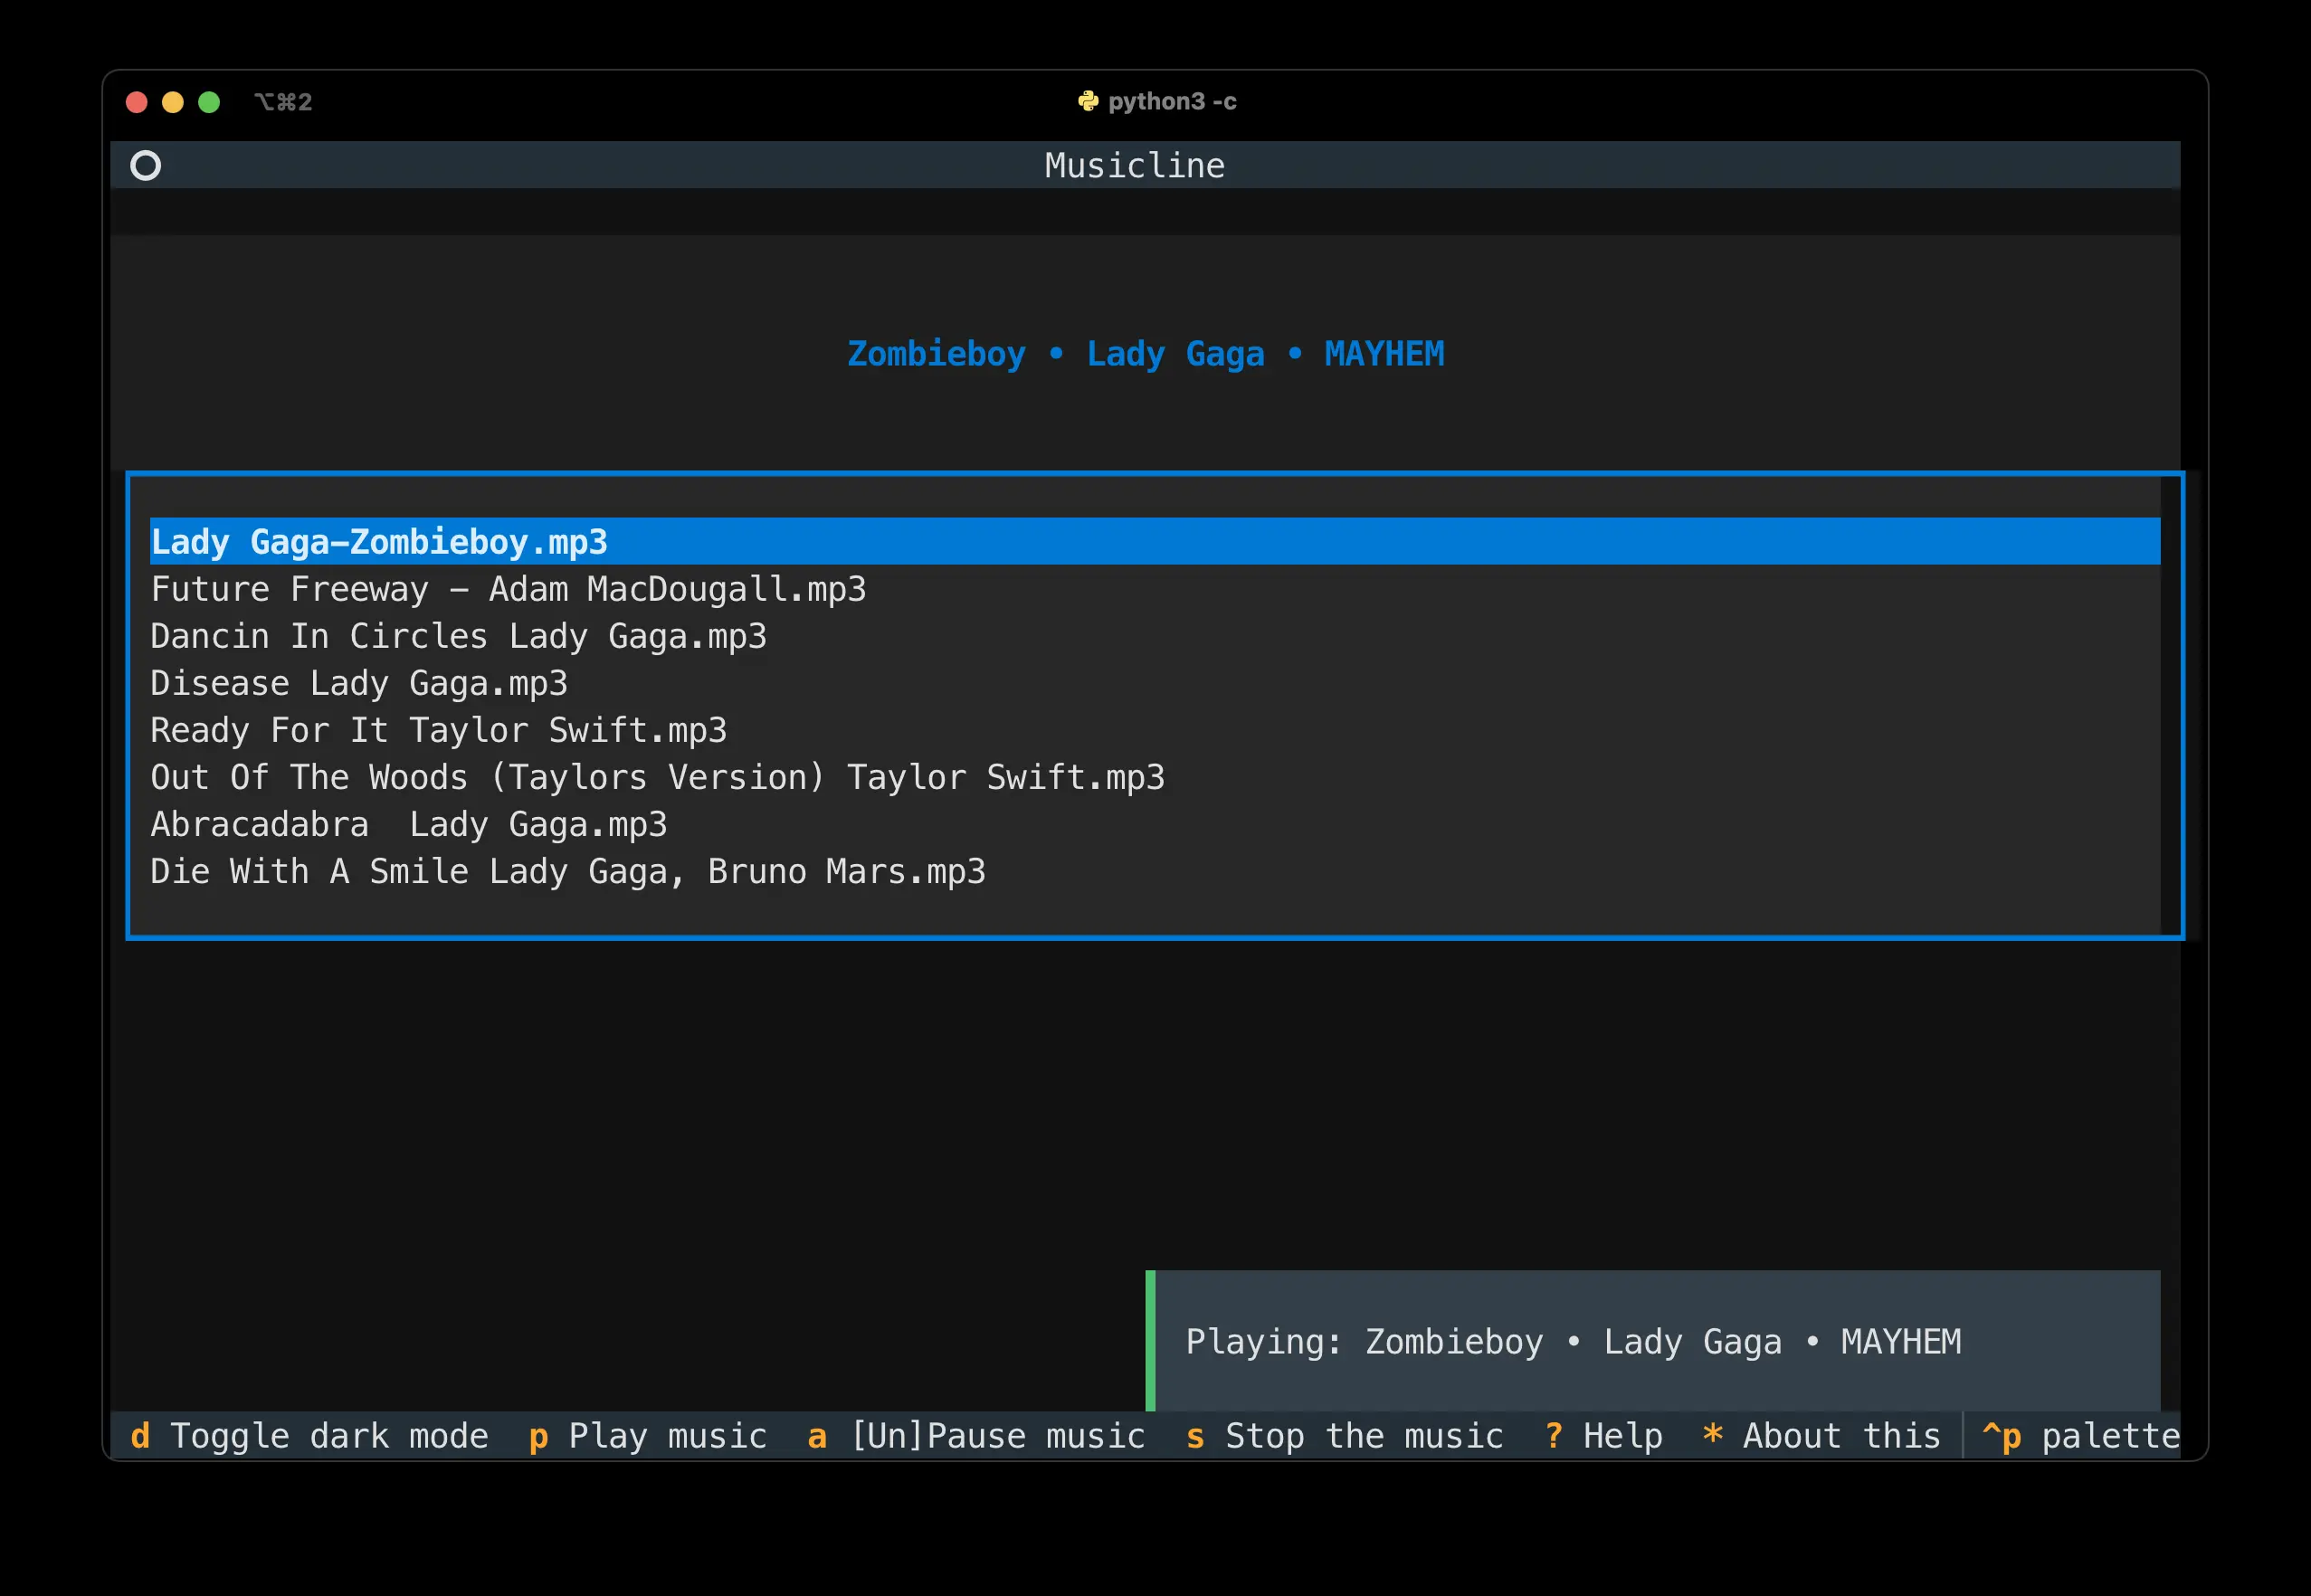 ⌥⌘2 python3 -c
Musicline
Zombieboy • Lady Gaga • MAYHEM
Lady Gaga-Zombieboy.mp3
Future Freeway - Adam MacDougall.mp3
Dancin In Circles Lady Gaga.mp3
Disease Lady Gaga.mp3
Ready For It Taylor Swift.mp3
Out Of The Woods (Taylors Version) Taylor Swift.mp3
Abracadabra  Lady Gaga.mp3
Die With A Smile Lady Gaga, Bruno Mars.mp3
Playing: Zombieboy • Lady Gaga • MAYHEM
d Toggle dark mode p Play music a [Un]Pause music s Stop the music ? Help * About this ^p palette